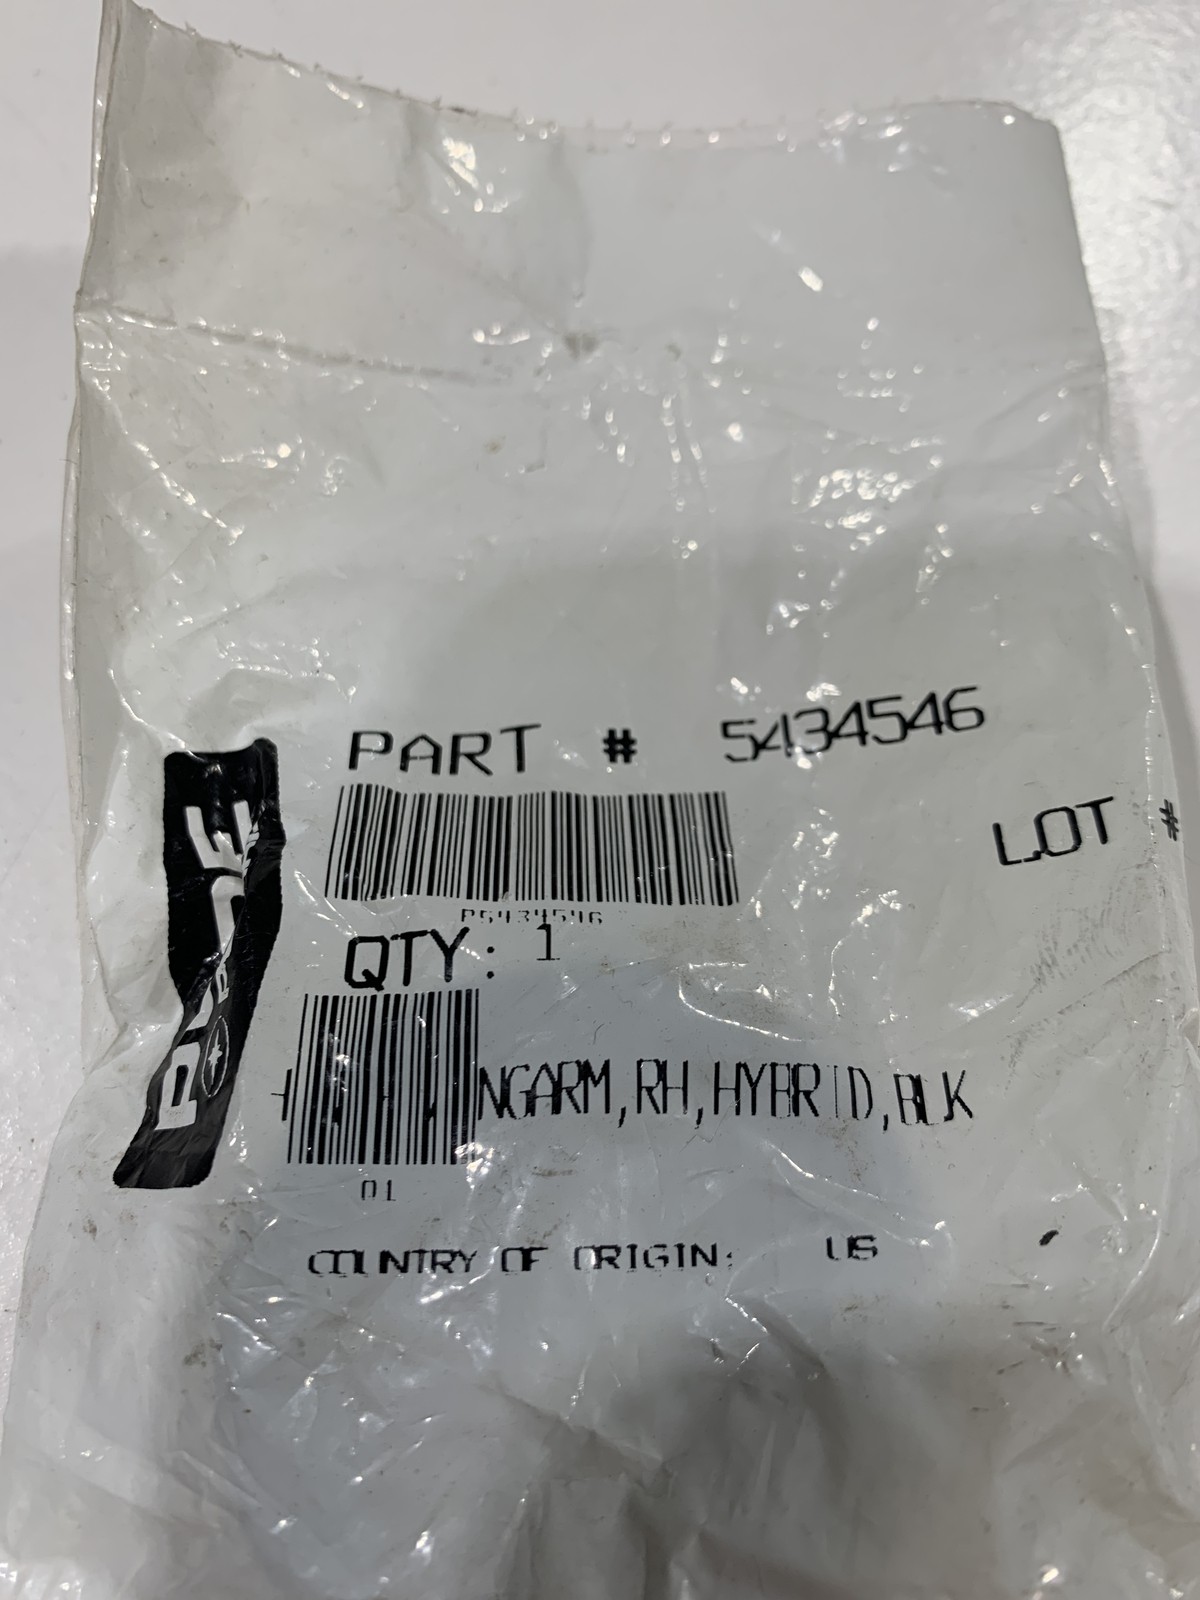 PART # 5434546
P5434546
LOT #
QTY: 1
NGARM,RH,HYBRID,BLK
01
COUNTRY OF ORIGIN: US